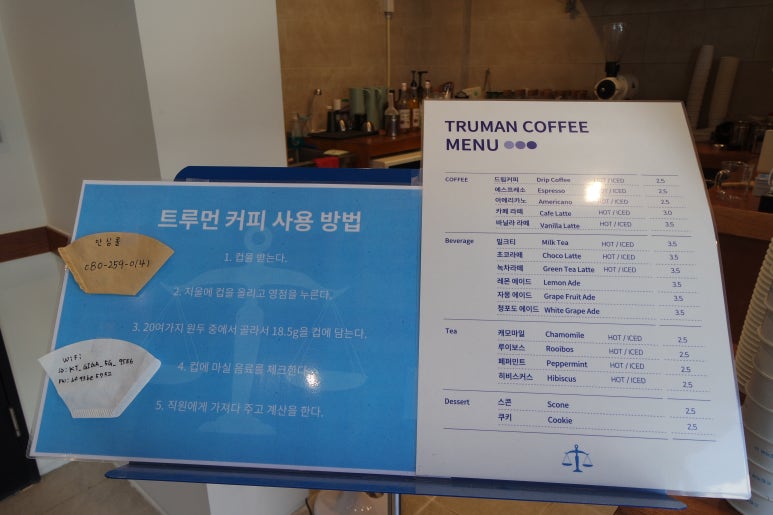 트루먼 커피 사용 방법
안심콜
080-259-0141
1. 컵을 받는다.
2. 저울에 컵을 올리고 영점을 누른다.
3. 20여가지 원두 중에서 골라서 18.5g을 컵에 담는다.
4. 컵에 마실 음료를 체크한다.
5. 직원에게 가져다 주고 계산을 한다.
WiFi
TRUMAN COFFEE
MENU
COFFEE 드립커피 Drip Coffee HOT / ICED 2.5
에스프레소 Espresso HOT / ICED 2.5
아메리카노 Americano HOT / ICED 2.5
카페 라떼 Cafe Latte HOT / ICED 3.0
바닐라 라떼 Vanilla Latte HOT / ICED 3.5
Beverage 밀크티 Milk Tea HOT / ICED 3.5
초코라떼 Choco Latte HOT / ICED 3.5
녹차라떼 Green Tea Latte HOT / ICED 3.5
레몬 에이드 Lemon Ade 3.5
자몽 에이드 Grape Fruit Ade 3.5
청포도 에이드 White Grape Ade 3.5
Tea 캐모마일 Chamomile HOT / ICED 2.5
루이보스 Rooibos HOT / ICED 2.5
페퍼민트 Peppermint HOT / ICED 2.5
히비스커스 Hibiscus HOT / ICED 2.5
Dessert 스콘 Scone 2.5
쿠키 Cookie 2.5